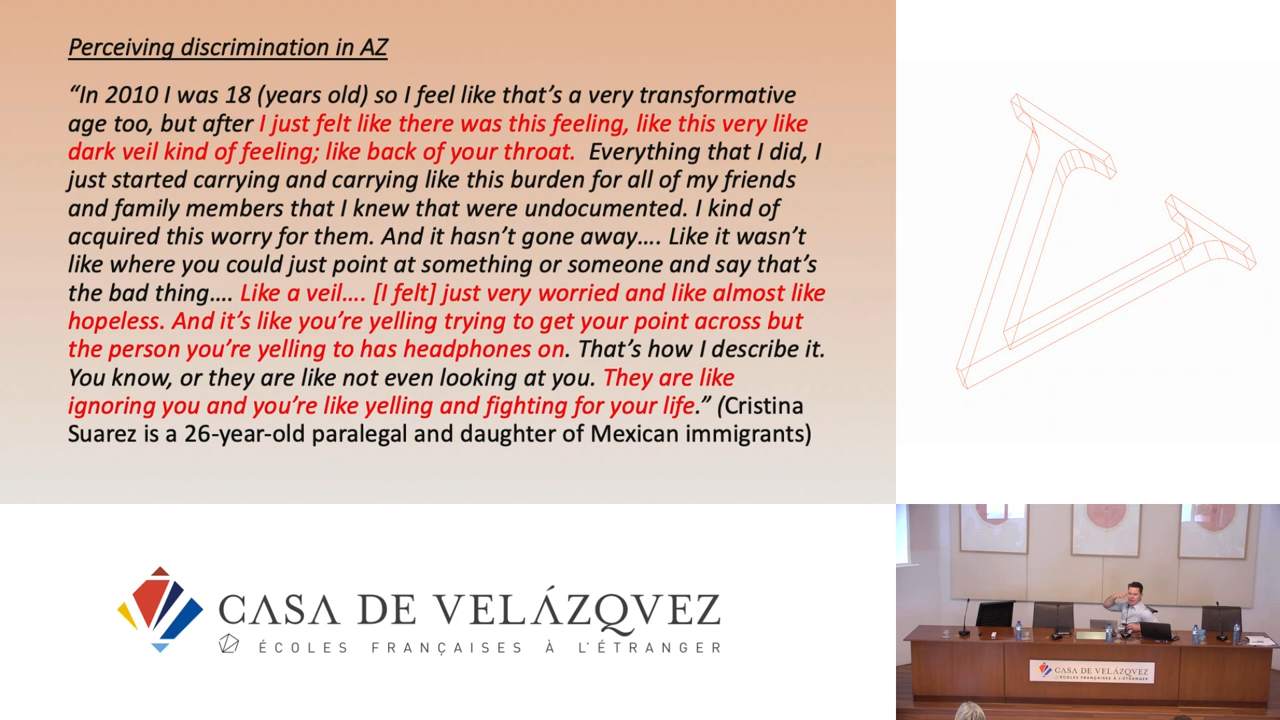 Perceiving discrimination in AZ
“In 2010 I was 18 (years old) so I feel like that’s a very transformative
age too, but after I just felt like there was this feeling, like this very like
dark veil kind of feeling; like back of your throat.  Everything that I did, I
just started carrying and carrying like this burden for all of my friends
and family members that I knew that were undocumented. I kind of
acquired this worry for them. And it hasn’t gone away…. Like it wasn’t
like where you could just point at something or someone and say that’s
the bad thing…. Like a veil…. [I felt] just very worried and like almost like
hopeless. And it’s like you’re yelling trying to get your point across but
the person you’re yelling to has headphones on. That’s how I describe it.
You know, or they are like not even looking at you. They are like
ignoring you and you’re like yelling and fighting for your life.” (Cristina
Suarez is a 26-year-old paralegal and daughter of Mexican immigrants)
CASA DE VELÁZQVEZ
ÉCOLES FRANÇAISES À L’ÉTRANGER
CASA DE VELÁZQVEZ
ÉCOLES FRANÇAISES À L’ÉTRANGER